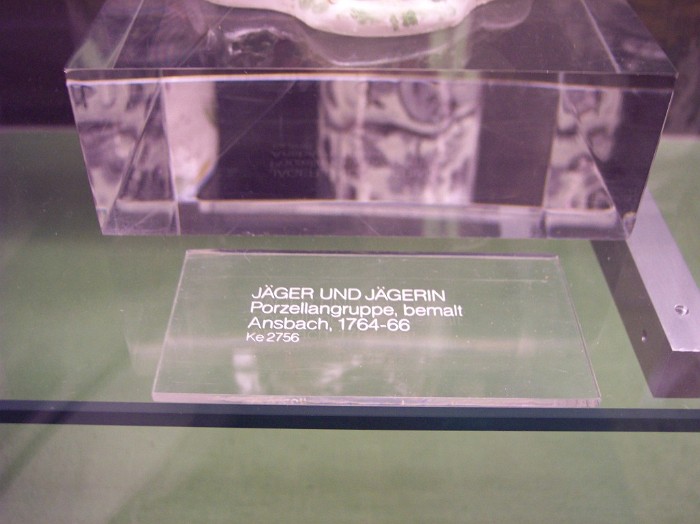 JÄGER UND JÄGERIN
Porzellangruppe, bemalt
Ansbach, 1764-66
Ke 2756